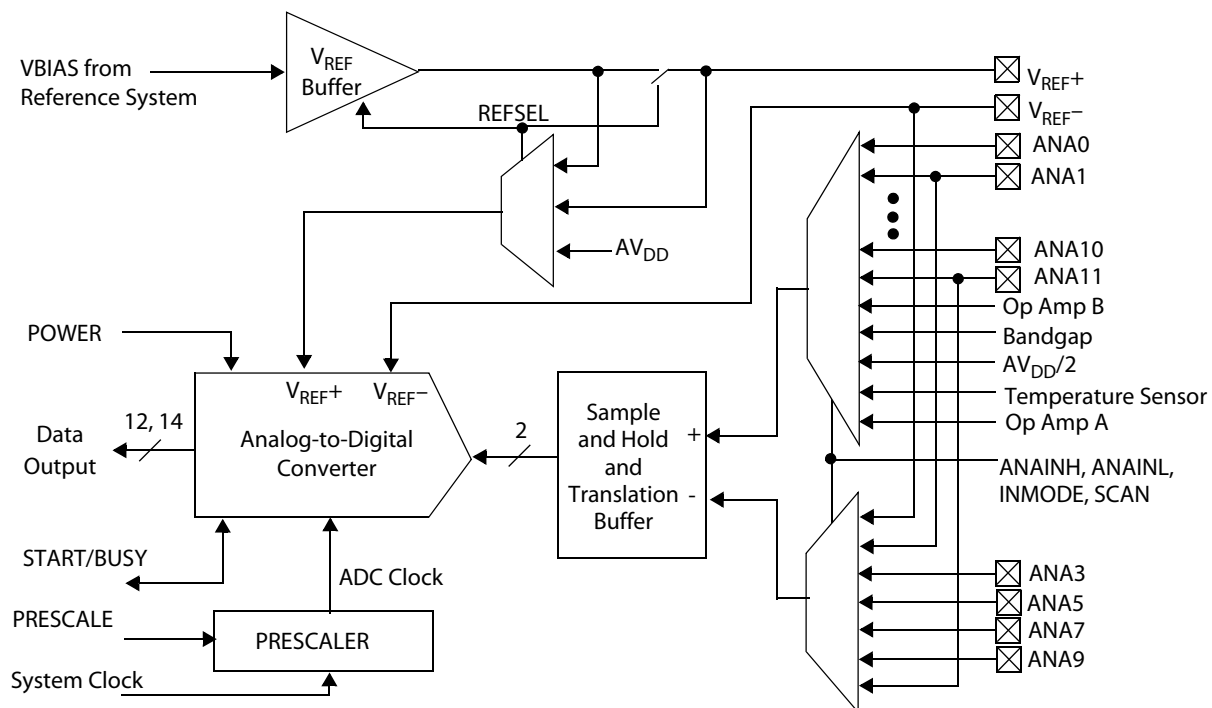 VBIAS from
Reference System
VREF
Buffer
REFSEL
AVDD
VREF+
VREF−
ANA0
ANA1
ANA10
ANA11
Op Amp B
Bandgap
AVDD/2
Temperature Sensor
Op Amp A
ANAINH, ANAINL,
INMODE, SCAN
ANA3
ANA5
ANA7
ANA9
POWER
VREF+ VREF−
Analog-to-Digital
Converter
12, 14
Data
Output
2
Sample
and Hold
and
Translation
Buffer
+
-
START/BUSY
ADC Clock
PRESCALE
PRESCALER
System Clock